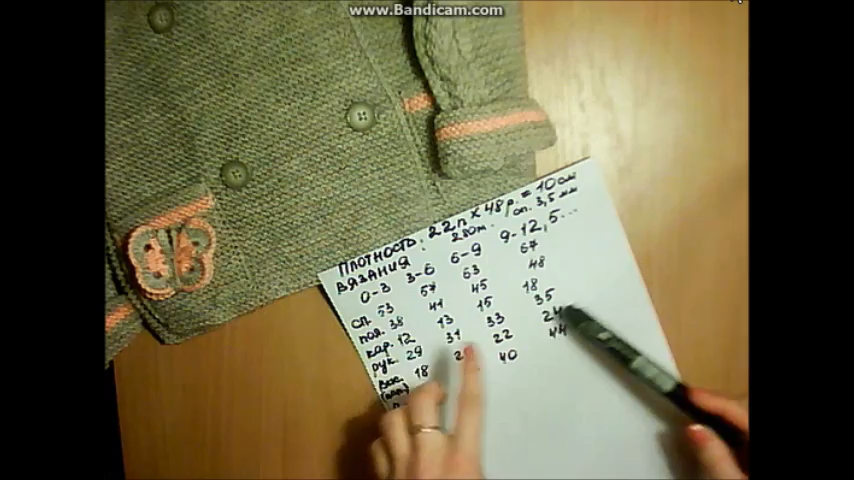 www.Bandicam.com
ПЛОТНОСТЬ: 22п х 48р. = 10см
ВЯЗАНИЯ 280м. сп. 3,5 мм
0-3 3-6 6-9 9-12,5...
сп. 53 57 63 67
пол. 38 41 45 48
кар. 12 13 15 18
рук. 29 31 33 35
18 22 24
40 44